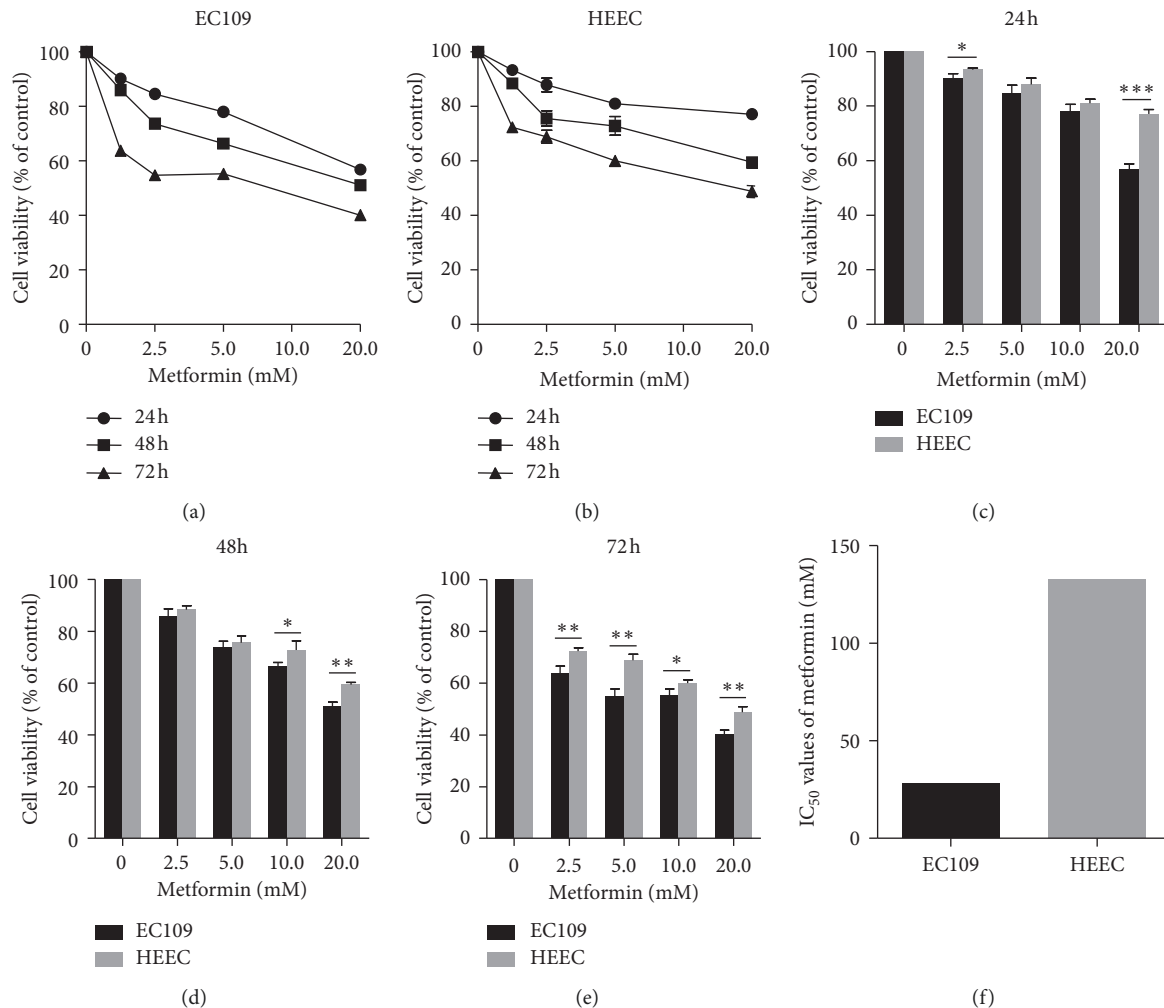 EC109
Cell viability (% of control)
100
80
60
40
20
0
0 2.5 5.0 10.0 20.0
Metformin (mM)
24h
48h
72h
(a)
HEEC
Cell viability (% of control)
100
80
60
40
20
0
0 2.5 5.0 10.0 20.0
Metformin (mM)
24h
48h
72h
(b)
24h
Cell viability (% of control)
100
80
60
40
20
0
*
***
0 2.5 5.0 10.0 20.0
Metformin (mM)
EC109
HEEC
(c)
48h
Cell viability (% of control)
100
80
60
40
20
0
*
**
0 2.5 5.0 10.0 20.0
Metformin (mM)
EC109
HEEC
(d)
72h
Cell viability (% of control)
100
80
60
40
20
0
** ** * **
0 2.5 5.0 10.0 20.0
Metformin (mM)
EC109
HEEC
(e)
IC50 values of metformin (mM)
150
100
50
0
EC109 HEEC
(f)